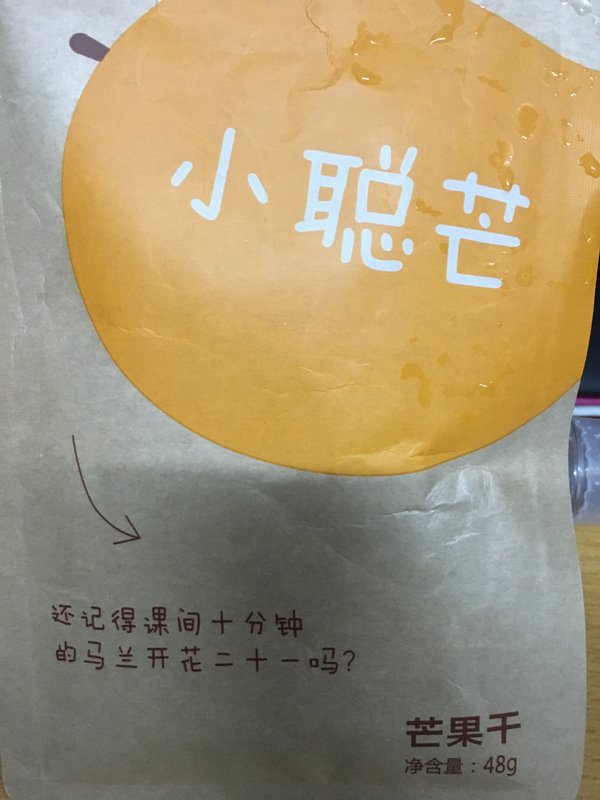 小聪芒
还记得课间十分钟
的马兰开花二十一吗?
芒果干
净含量:48g